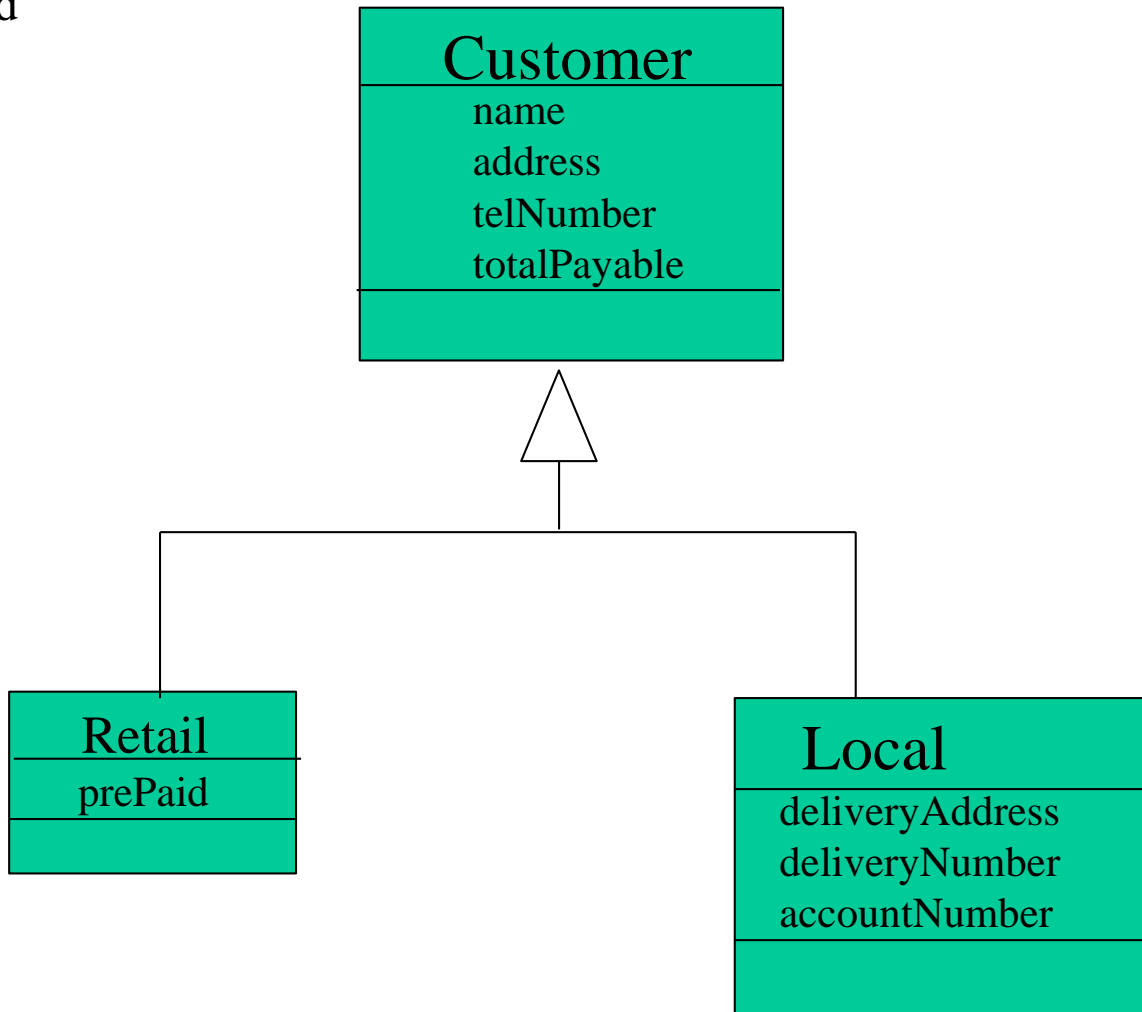 d
Customer
name
address
telNumber
totalPayable
Retail
prePaid
Local
deliveryAddress
deliveryNumber
accountNumber